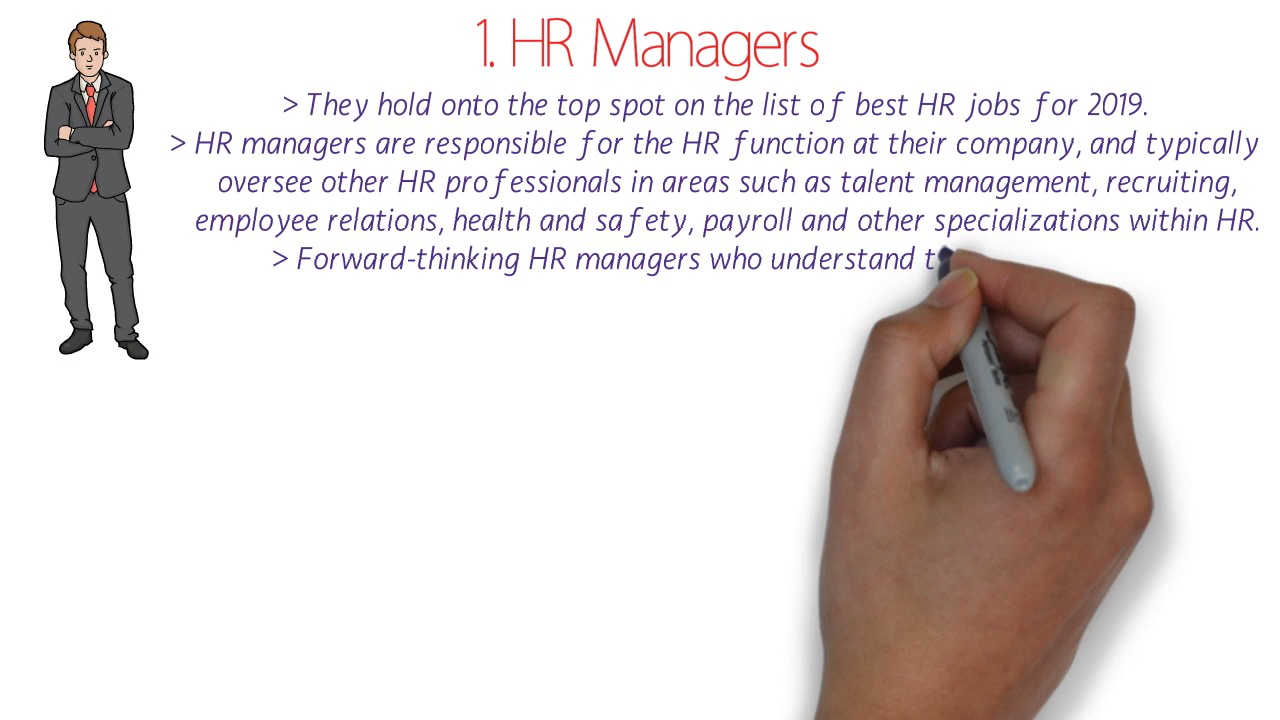 1. HR Managers
> They hold onto the top spot on the list of best HR jobs for 2019.
> HR managers are responsible for the HR function at their company, and typically
oversee other HR professionals in areas such as talent management, recruiting,
employee relations, health and safety, payroll and other specializations within HR.
> Forward-thinking HR managers who understand t